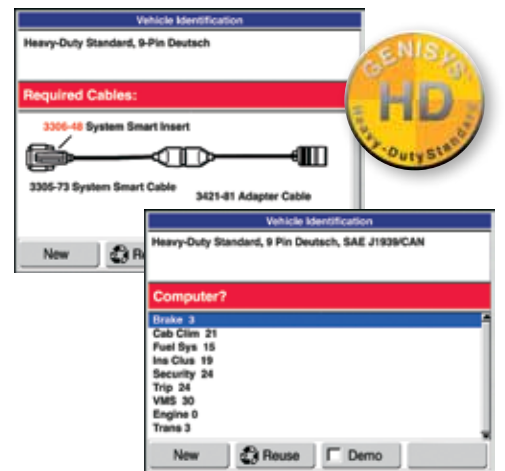 Vehicle Identification
Heavy-Duty Standard, 9-Pin Deutsch
Required Cables:
3306-48 System Smart Insert
3305-73 System Smart Cable
3421-81 Adapter Cable
New
GENISYS
HD
Heavy-Duty Standard
Vehicle Identification
Heavy-Duty Standard, 9 Pin Deutsch, SAE J1939/CAN
Computer?
Brake 3
Cab Clim 21
Fuel Sys 15
Ins Clus 19
Security 24
Trip 24
VMS 30
Engine 0
Trans 3
New
Reuse
Demo